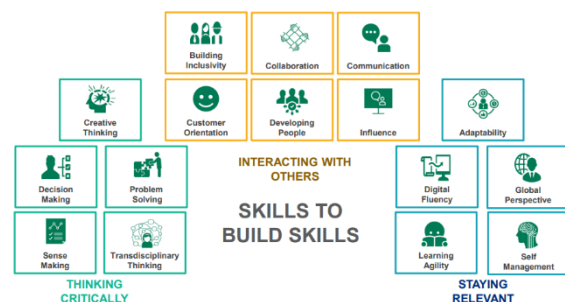 Building
Inclusivity
Collaboration
Communication
Creative
Thinking
Customer
Orientation
Developing
People
Influence
Adaptability
INTERACTING WITH
OTHERS
Decision
Making
Problem
Solving
Digital
Fluency
Global
Perspective
SKILLS TO
BUILD SKILLS
Sense
Making
Transdisciplinary
Thinking
Learning
Agility
Self
Management
THINKING
CRITICALLY
STAYING
RELEVANT